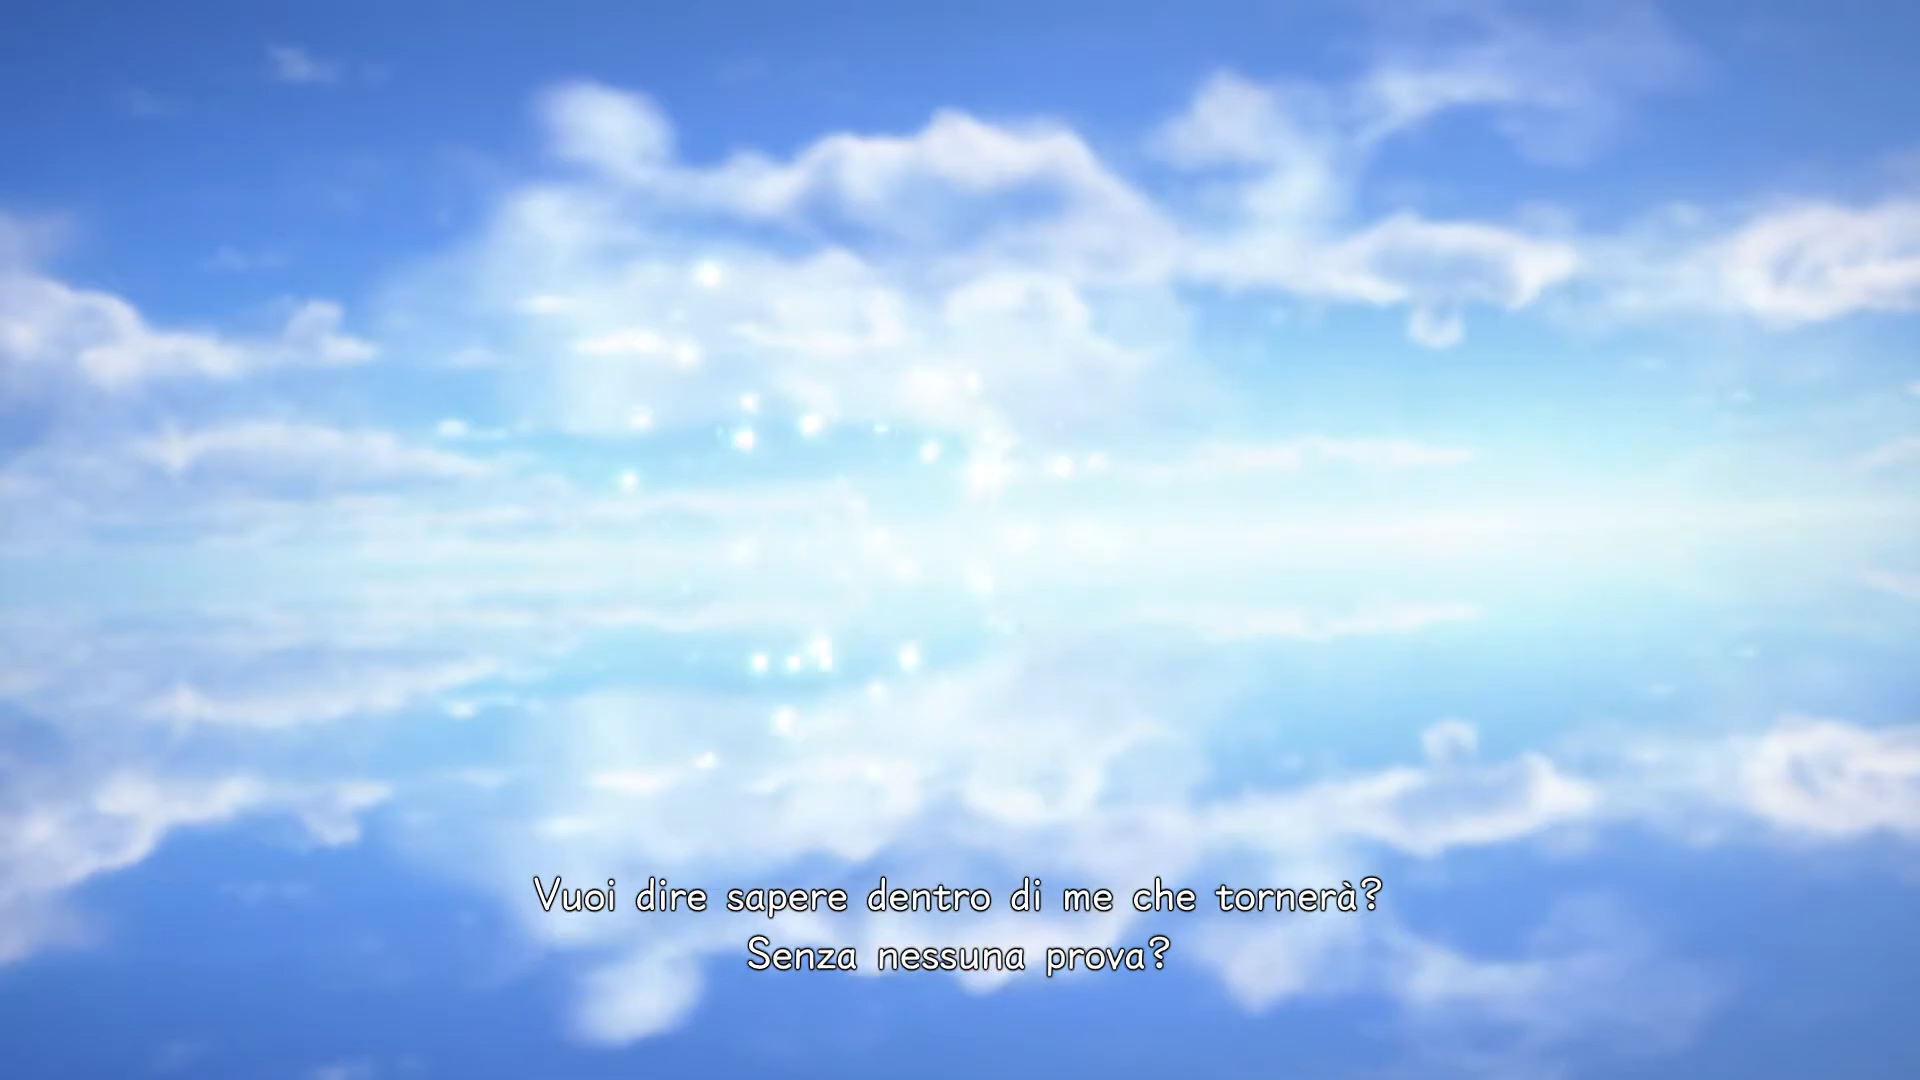 Vuoi dire sapere dentro di me che tornerà?
Senza nessuna prova?